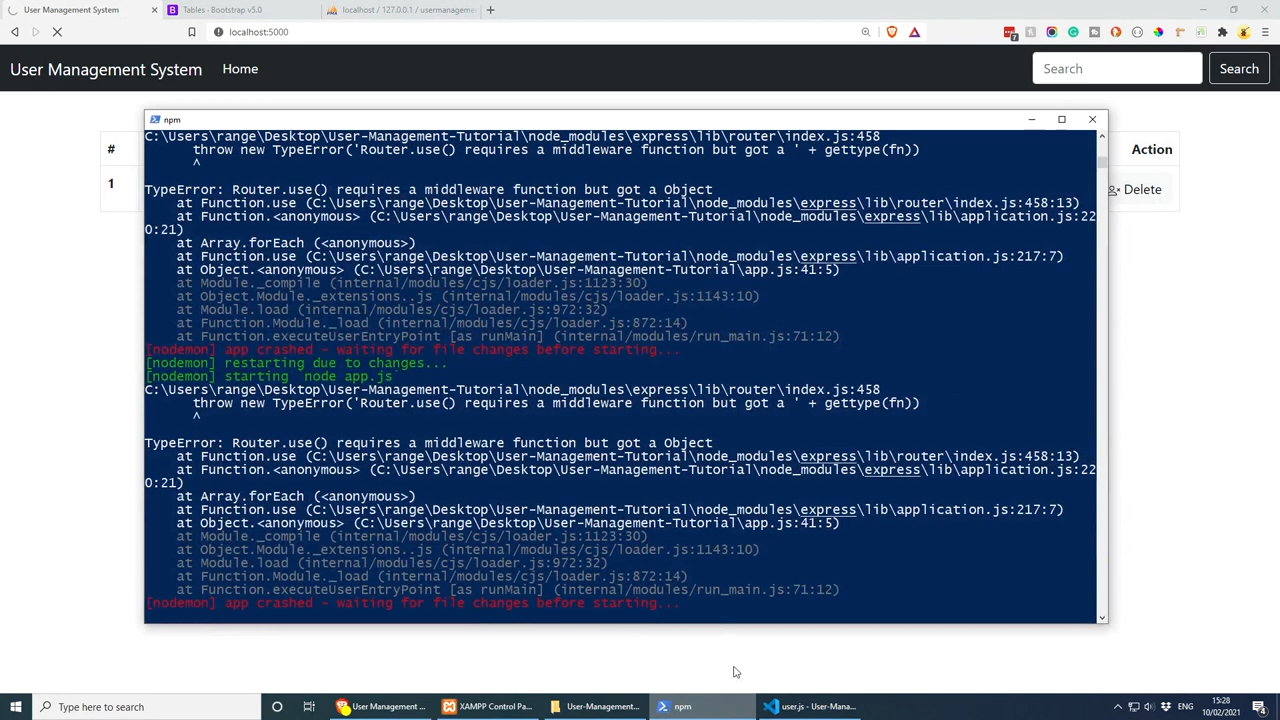 User Management System
Tables - Bootstrap v5.0
localhost / 127.0.0.1 / usermanageme
localhost:5000
7
User Management System
Home
Search
Search
npm
#
Action
1
Delete
C:\Users\range\Desktop\User-Management-Tutorial\node_modules\express\lib\router\index.js:458
throw new TypeError('Router.use() requires a middleware function but got a ' + gettype(fn))
^
TypeError: Router.use() requires a middleware function but got a Object
at Function.use (C:\Users\range\Desktop\User-Management-Tutorial\node_modules\express\lib\router\index.js:458:13)
at Function.<anonymous> (C:\Users\range\Desktop\User-Management-Tutorial\node_modules\express\lib\application.js:22
0:21)
at Array.forEach (<anonymous>)
at Function.use (C:\Users\range\Desktop\User-Management-Tutorial\node_modules\express\lib\application.js:217:7)
at Object.<anonymous> (C:\Users\range\Desktop\User-Management-Tutorial\app.js:41:5)
at Module._compile (internal/modules/cjs/loader.js:1123:30)
at Object.Module._extensions..js (internal/modules/cjs/loader.js:1143:10)
at Module.load (internal/modules/cjs/loader.js:972:32)
at Function.Module._load (internal/modules/cjs/loader.js:872:14)
at Function.executeUserEntryPoint [as runMain] (internal/modules/run_main.js:71:12)
[nodemon] app crashed - waiting for file changes before starting...
[nodemon] restarting due to changes...
[nodemon] starting `node app.js`
C:\Users\range\Desktop\User-Management-Tutorial\node_modules\express\lib\router\index.js:458
throw new TypeError('Router.use() requires a middleware function but got a ' + gettype(fn))
^
TypeError: Router.use() requires a middleware function but got a Object
at Function.use (C:\Users\range\Desktop\User-Management-Tutorial\node_modules\express\lib\router\index.js:458:13)
at Function.<anonymous> (C:\Users\range\Desktop\User-Management-Tutorial\node_modules\express\lib\application.js:22
0:21)
at Array.forEach (<anonymous>)
at Function.use (C:\Users\range\Desktop\User-Management-Tutorial\node_modules\express\lib\application.js:217:7)
at Object.<anonymous> (C:\Users\range\Desktop\User-Management-Tutorial\app.js:41:5)
at Module._compile (internal/modules/cjs/loader.js:1123:30)
at Object.Module._extensions..js (internal/modules/cjs/loader.js:1143:10)
at Module.load (internal/modules/cjs/loader.js:972:32)
at Function.Module._load (internal/modules/cjs/loader.js:872:14)
at Function.executeUserEntryPoint [as runMain] (internal/modules/run_main.js:71:12)
[nodemon] app crashed - waiting for file changes before starting...
Type here to search
User Management ...
XAMPP Control Pa...
User-Management-...
npm
user.js - User-Mana...
ENG
15:28
10/02/2021
4